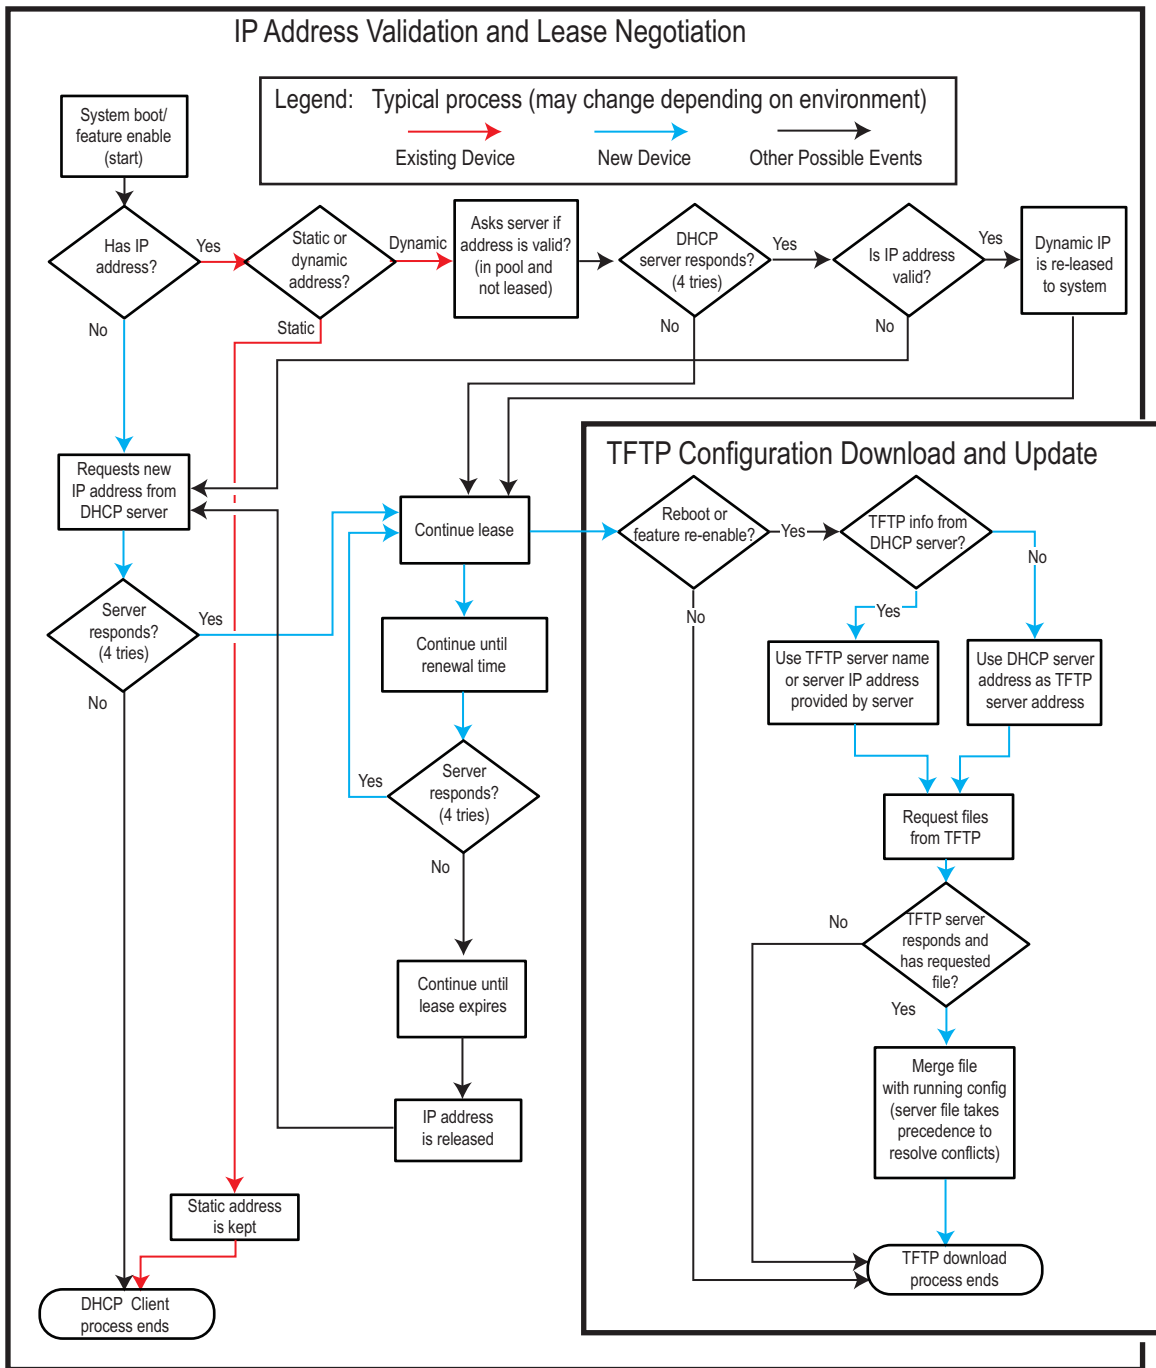 IP Address Validation and Lease Negotiation
Legend: Typical process (may change depending on environment)
Existing Device
New Device
Other Possible Events
System boot/
feature enable
(start)
Has IP
address?
Yes
No
Static or
dynamic
address?
Dynamic
Static
Asks server if
address is valid?
(in pool and
not leased)
DHCP
server responds?
(4 tries)
Yes
No
Is IP address
valid?
Yes
No
Dynamic IP
is re-leased
to system
Requests new
IP address from
DHCP server
Server
responds?
(4 tries)
Yes
No
Continue lease
Continue until
renewal time
Server
responds?
(4 tries)
Yes
No
Continue until
lease expires
IP address
is released
Static address
is kept
DHCP Client
process ends
TFTP Configuration Download and Update
Reboot or
feature re-enable?
Yes
No
TFTP info from
DHCP server?
No
Yes
Use TFTP server name
or server IP address
provided by server
Use DHCP server
address as TFTP
server address
Request files
from TFTP
TFTP server
responds and
has requested
file?
No
Yes
Merge file
with running config
(server file takes
precedence to
resolve conflicts)
TFTP download
process ends